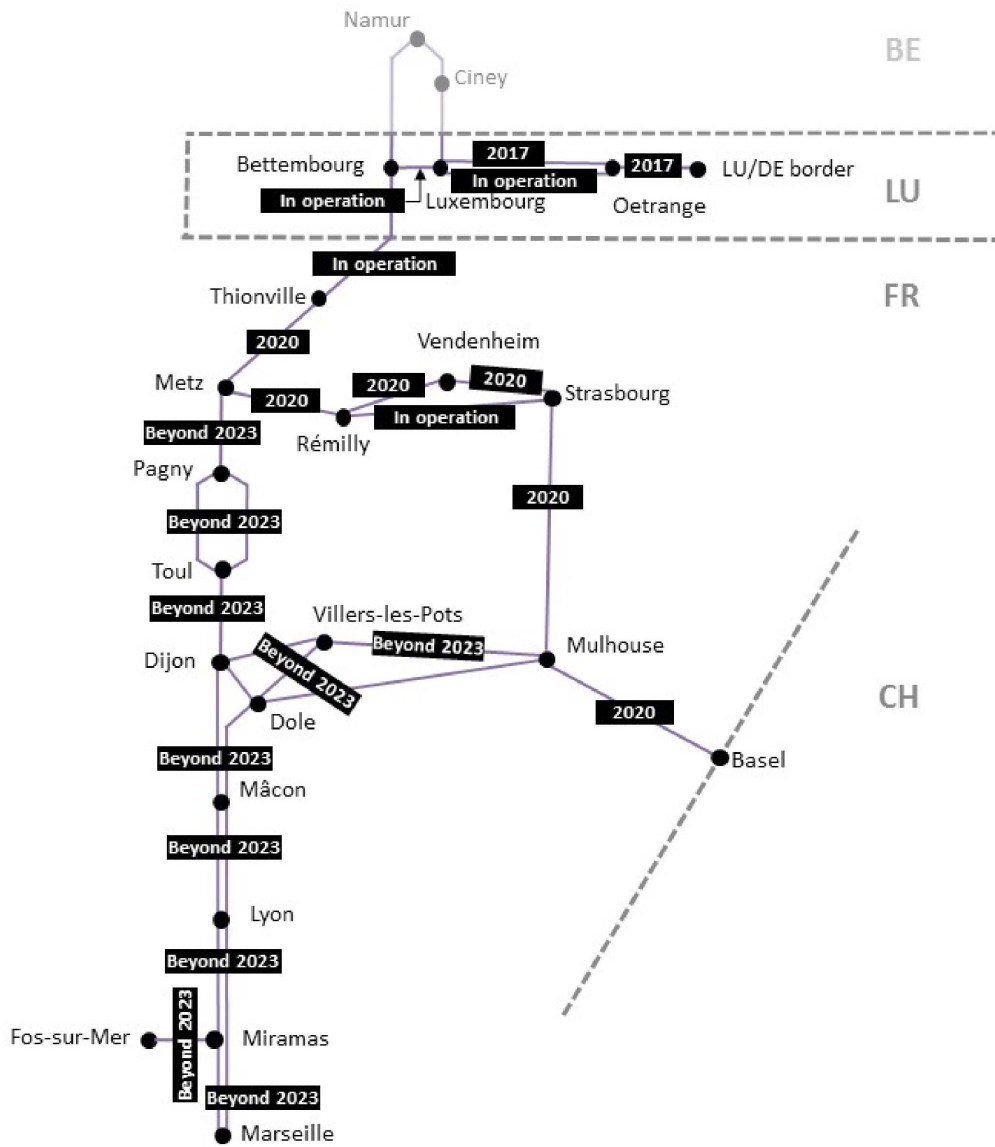 Namur
BE
Ciney
2017
Bettembourg
2017
LU/DE border
In operation
LU
In operation
Luxembourg
Oetrange
In operation
FR
Thionville
2020
Vendenheim
Metz
2020
2020
Strasbourg
2020
In operation
Beyond 2023
Rémilly
Pagny
2020
Beyond 2023
Toul
Beyond 2023
Villers-les-Pots
Beyond 2023
Mulhouse
Dijon
Beyond 2023
CH
Dole
2020
Beyond 2023
Basel
Mâcon
Beyond 2023
Lyon
Beyond 2023
Fos-sur-Mer
Beyond 2023
Miramas
Beyond 2023
Marseille